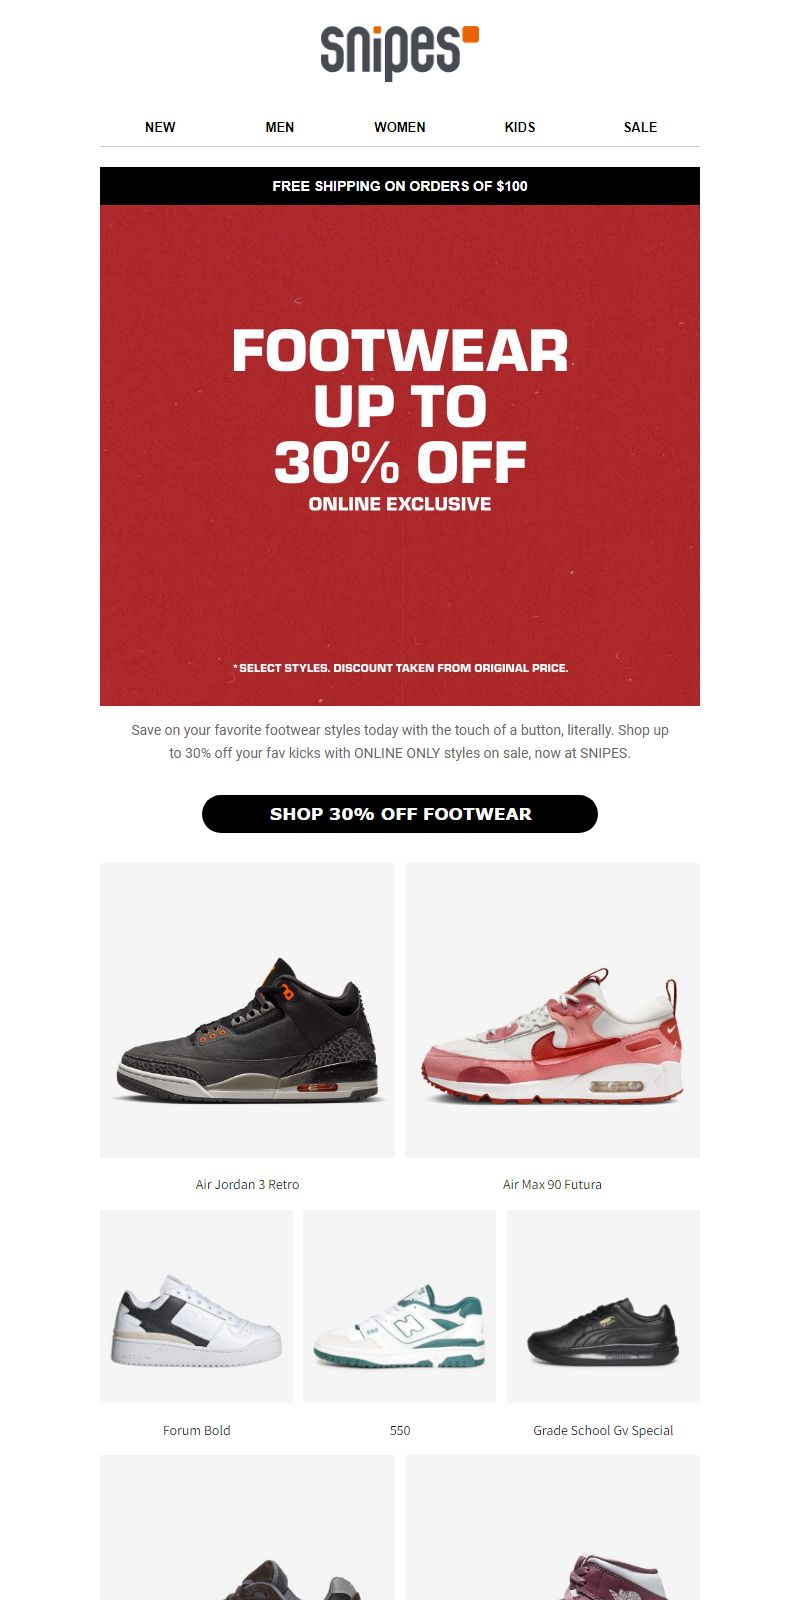 snipes
NEW MEN WOMEN KIDS SALE
FREE SHIPPING ON ORDERS OF $100
FOOTWEAR
UP TO
30% OFF
ONLINE EXCLUSIVE
*SELECT STYLES. DISCOUNT TAKEN FROM ORIGINAL PRICE.
Save on your favorite footwear styles today with the touch of a button, literally. Shop up
to 30% off your fav kicks with ONLINE ONLY styles on sale, now at SNIPES.
SHOP 30% OFF FOOTWEAR
Air Jordan 3 Retro Air Max 90 Futura
550
N
Forum Bold 550 Grade School Gv Special